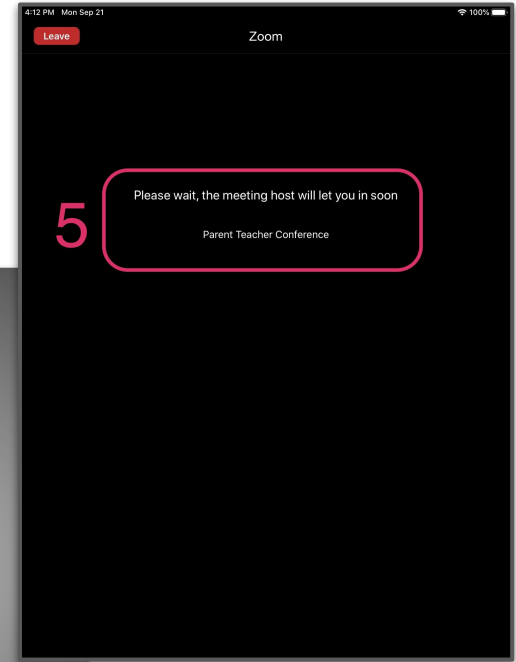 4:12 PM Mon Sep 21
100%
Leave
Zoom
Please wait, the meeting host will let you in soon
5
Parent Teacher Conference